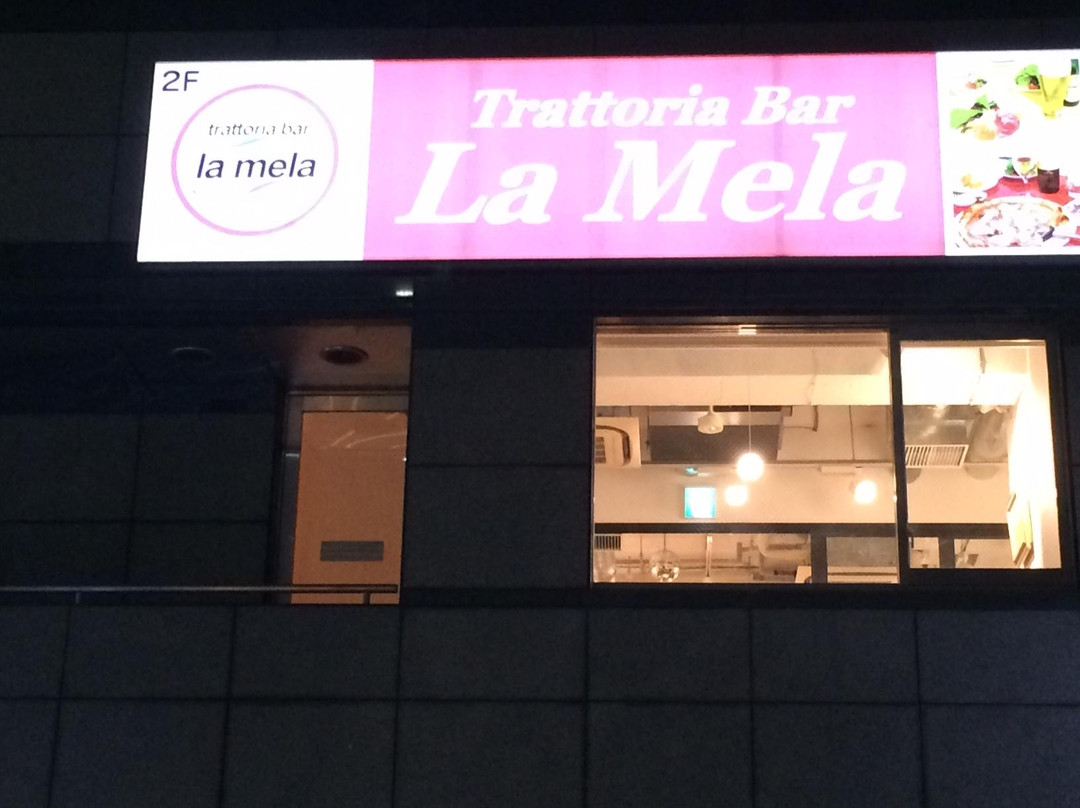 2F
trattoria bar
la mela
Trattoria Bar
La Mela